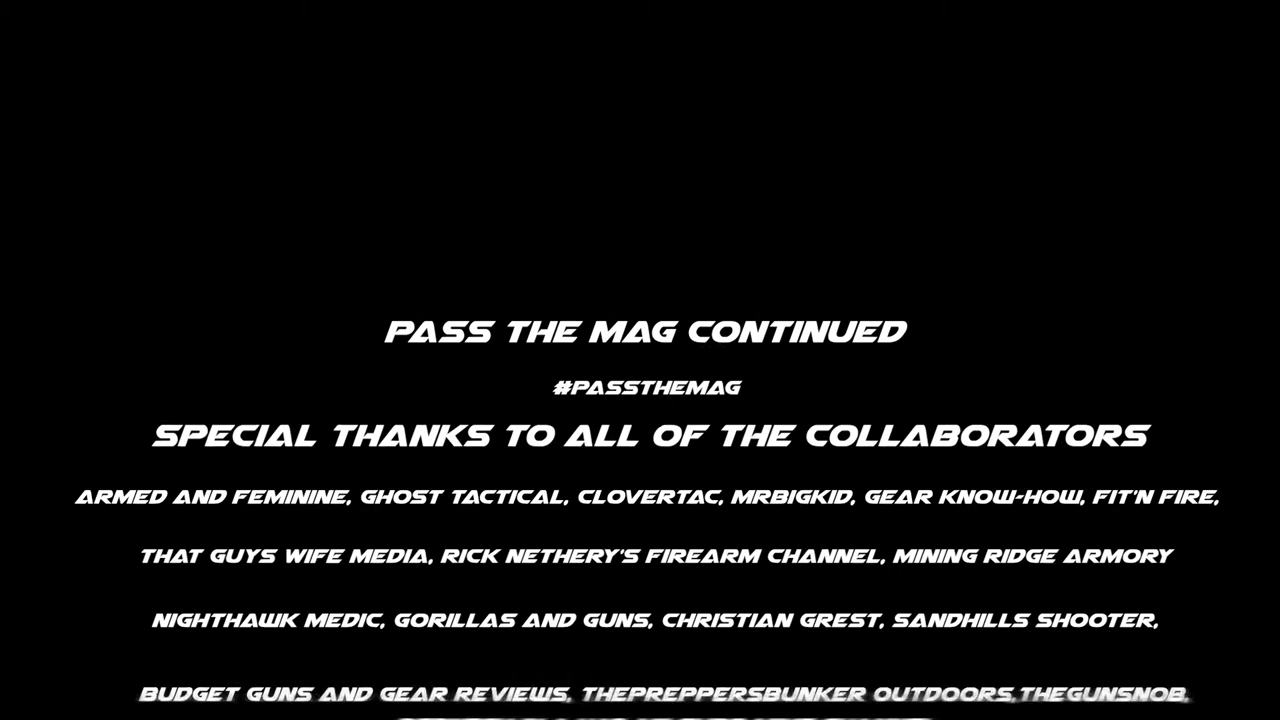 PASS THE MAG CONTINUED
#PASSTHEMAG
SPECIAL THANKS TO ALL OF THE COLLABORATORS
ARMED AND FEMININE, GHOST TACTICAL, CLOVERTAC, MRBIGKID, GEAR KNOW-HOW, FIT'N FIRE,
THAT GUYS WIFE MEDIA, RICK NETHERY'S FIREARM CHANNEL, MINING RIDGE ARMORY
NIGHTHAWK MEDIC, GORILLAS AND GUNS, CHRISTIAN GREST, SANDHILLS SHOOTER,
BUDGET GUNS AND GEAR REVIEWS, THEPREPPERSBUNKER OUTDOORS,THEGUNSNOB,